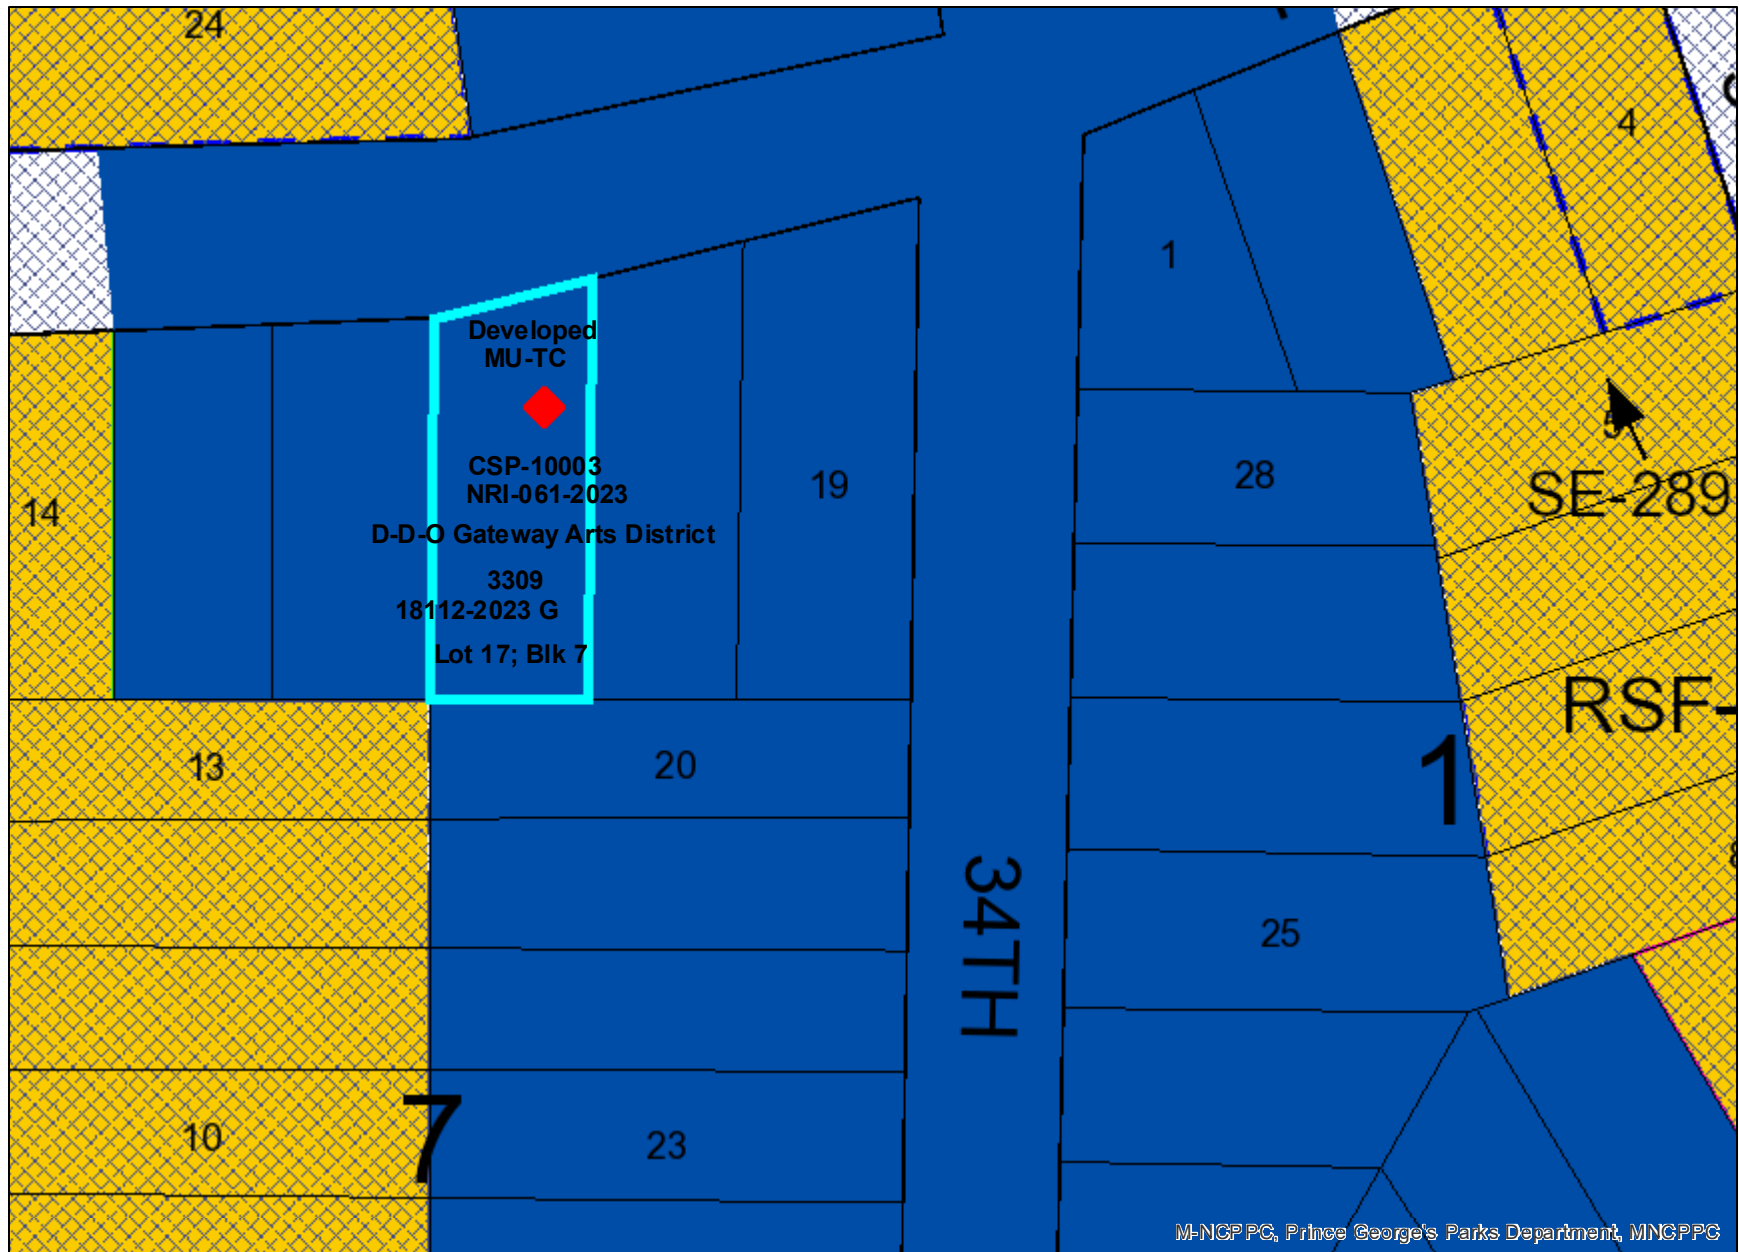 24
4
1
Developed
MU-TC
CSP-10003
NRI-061-2023
D-D-O Gateway Arts District
3309
18112-2023 G
Lot 17; Blk 7
14
19
28
5
SE-289
RSF-
13
20
1
34TH
25
7
10
23
M-NCPPC, Prince George's Parks Department, MNCPPC